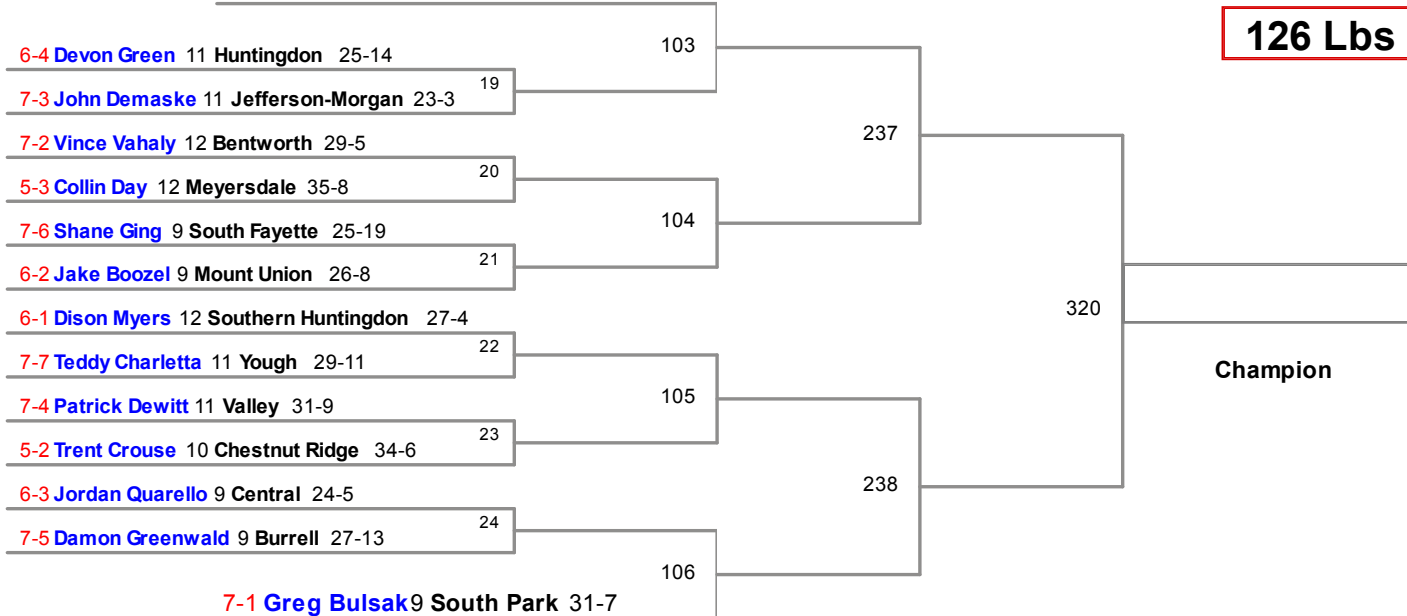 126 Lbs
103
6-4 Devon Green 11 Huntingdon 25-14
19
7-3 John Demaske 11 Jefferson-Morgan 23-3
237
7-2 Vince Vahaly 12 Bentworth 29-5
20
5-3 Collin Day 12 Meyersdale 35-8
104
7-6 Shane Ging 9 South Fayette 25-19
21
6-2 Jake Boozel 9 Mount Union 26-8
320
6-1 Dison Myers 12 Southern Huntingdon 27-4
22
7-7 Teddy Charletta 11 Yough 29-11
Champion
105
7-4 Patrick Dewitt 11 Valley 31-9
23
5-2 Trent Crouse 10 Chestnut Ridge 34-6
238
6-3 Jordan Quarello 9 Central 24-5
24
7-5 Damon Greenwald 9 Burrell 27-13
106
7-1 Greg Bulsak 9 South Park 31-7